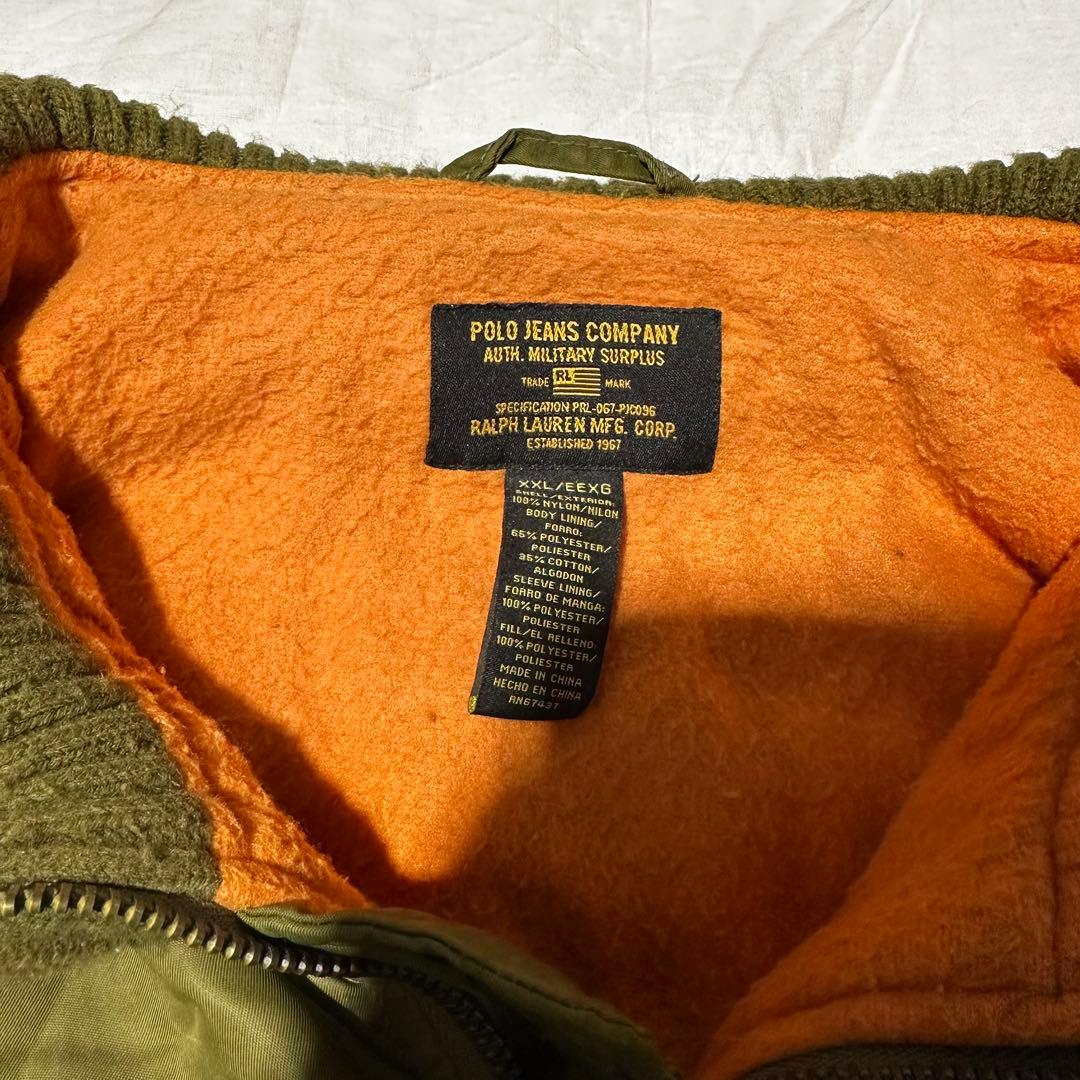 POLO JEANS COMPANY
AUTH. MILITARY SURPLUS
TRADE RL MARK
SPECIFICATION PRL-067-PJC096
RALPH LAUREN MFG. CORP.
ESTABLISHED 1967
XXL/EEXG
SHELL/EXTERIOR:
100% NYLON/NILON
BODY LINING/
FORRO:
65% POLYESTER/
POLIESTER
35% COTTON/
ALGODON
SLEEVE LINING/
FORRO DE MANGA:
100% POLYESTER/
POLIESTER
FILL/EL RELLENO:
100% POLYESTER/
POLIESTER
MADE IN CHINA
HECHO EN CHINA
RN67437